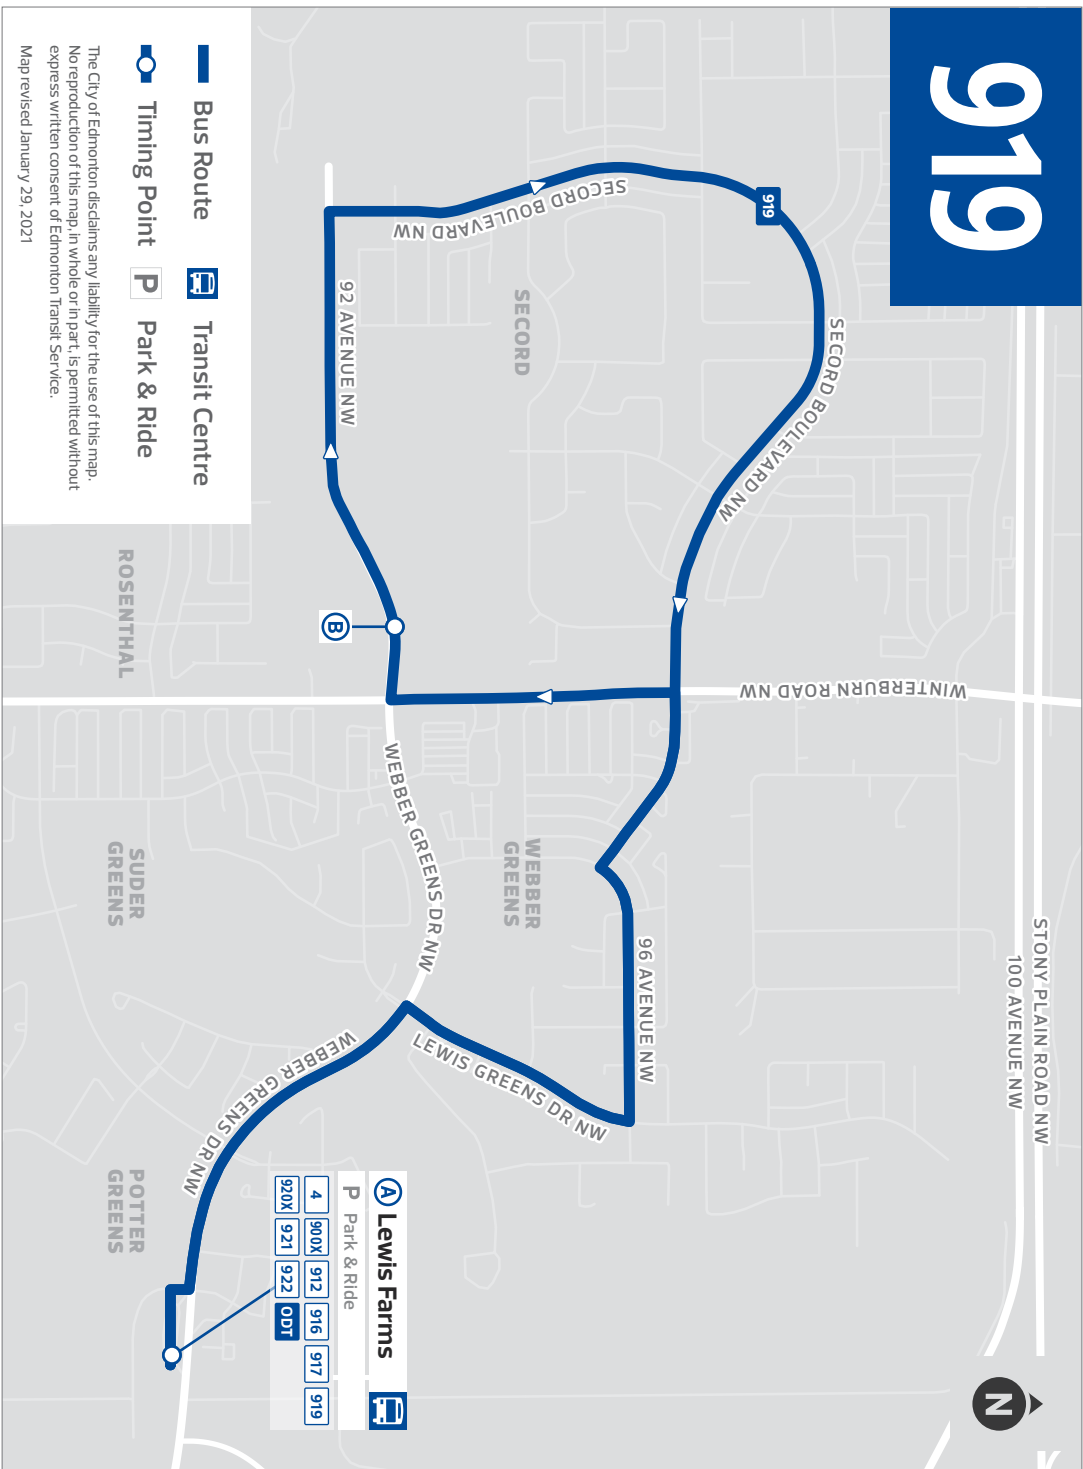 919
STONY PLAIN ROAD NW
100 AVENUE NW
WINTERBURN ROAD NW
919
SECORD BOULEVARD NW
SECORD BOULEVARD NW
SECORD
92 AVENUE NW
B
96 AVENUE NW
WEBBER
GREENS
WEBBER GREENS DR NW
LEWIS GREENS DR NW
WEBBER GREENS DR NW
ROSENTHAL
SUDER
GREENS
POTTER
GREENS
A Lewis Farms
P Park & Ride
4 900X 912 916 917 919
920X 921 922 ODT
N
Bus Route
Transit Centre
Timing Point
P Park & Ride
The City of Edmonton disclaims any liability for the use of this map.
No reproduction of this map, in whole or in part, is permitted without
express written consent of Edmonton Transit Service.
Map revised January 29, 2021